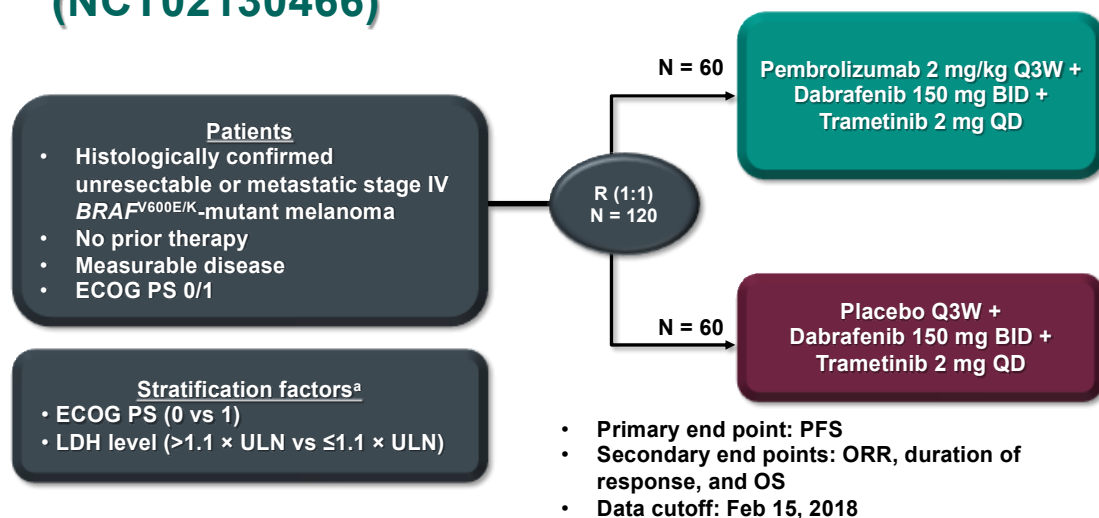 (NCT02130466)
Patients
• Histologically confirmed
unresectable or metastatic stage IV
BRAFV600E/K-mutant melanoma
• No prior therapy
• Measurable disease
• ECOG PS 0/1
Stratification factorsa
• ECOG PS (0 vs 1)
• LDH level (>1.1 × ULN vs ≤1.1 × ULN)
R (1:1)
N = 120
N = 60
Pembrolizumab 2 mg/kg Q3W +
Dabrafenib 150 mg BID +
Trametinib 2 mg QD
N = 60
Placebo Q3W +
Dabrafenib 150 mg BID +
Trametinib 2 mg QD
• Primary end point: PFS
• Secondary end points: ORR, duration of
response, and OS
• Data cutoff: Feb 15, 2018